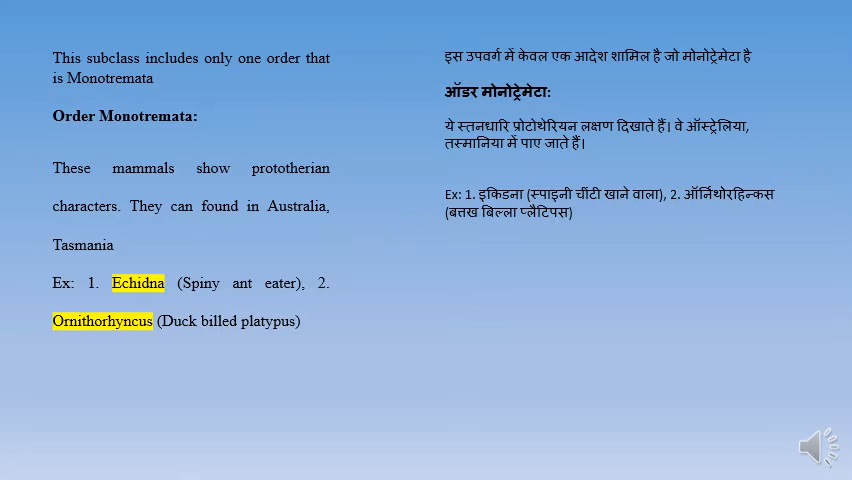 This subclass includes only one order that
is Monotremata
Order Monotremata:
These mammals show prototherian
characters. They can found in Australia,
Tasmania
Ex: 1. Echidna (Spiny ant eater), 2.
Ornithorhyncus (Duck billed platypus)
इस उपवर्ग में केवल एक आदेश शामिल है जो मोनोट्रेमेटा है
ऑडर मोनोट्रेमेटा:
ये स्तनधारि प्रोटोथेरियन लक्षण दिखाते हैं। वे ऑस्ट्रेलिया,
तस्मानिया में पाए जाते हैं।
Ex: 1. इकिडना (स्पाइनी चींटी खाने वाला), 2. ऑर्निथोरहिन्कस
(बत्तख बिल्ला प्लैटिपस)